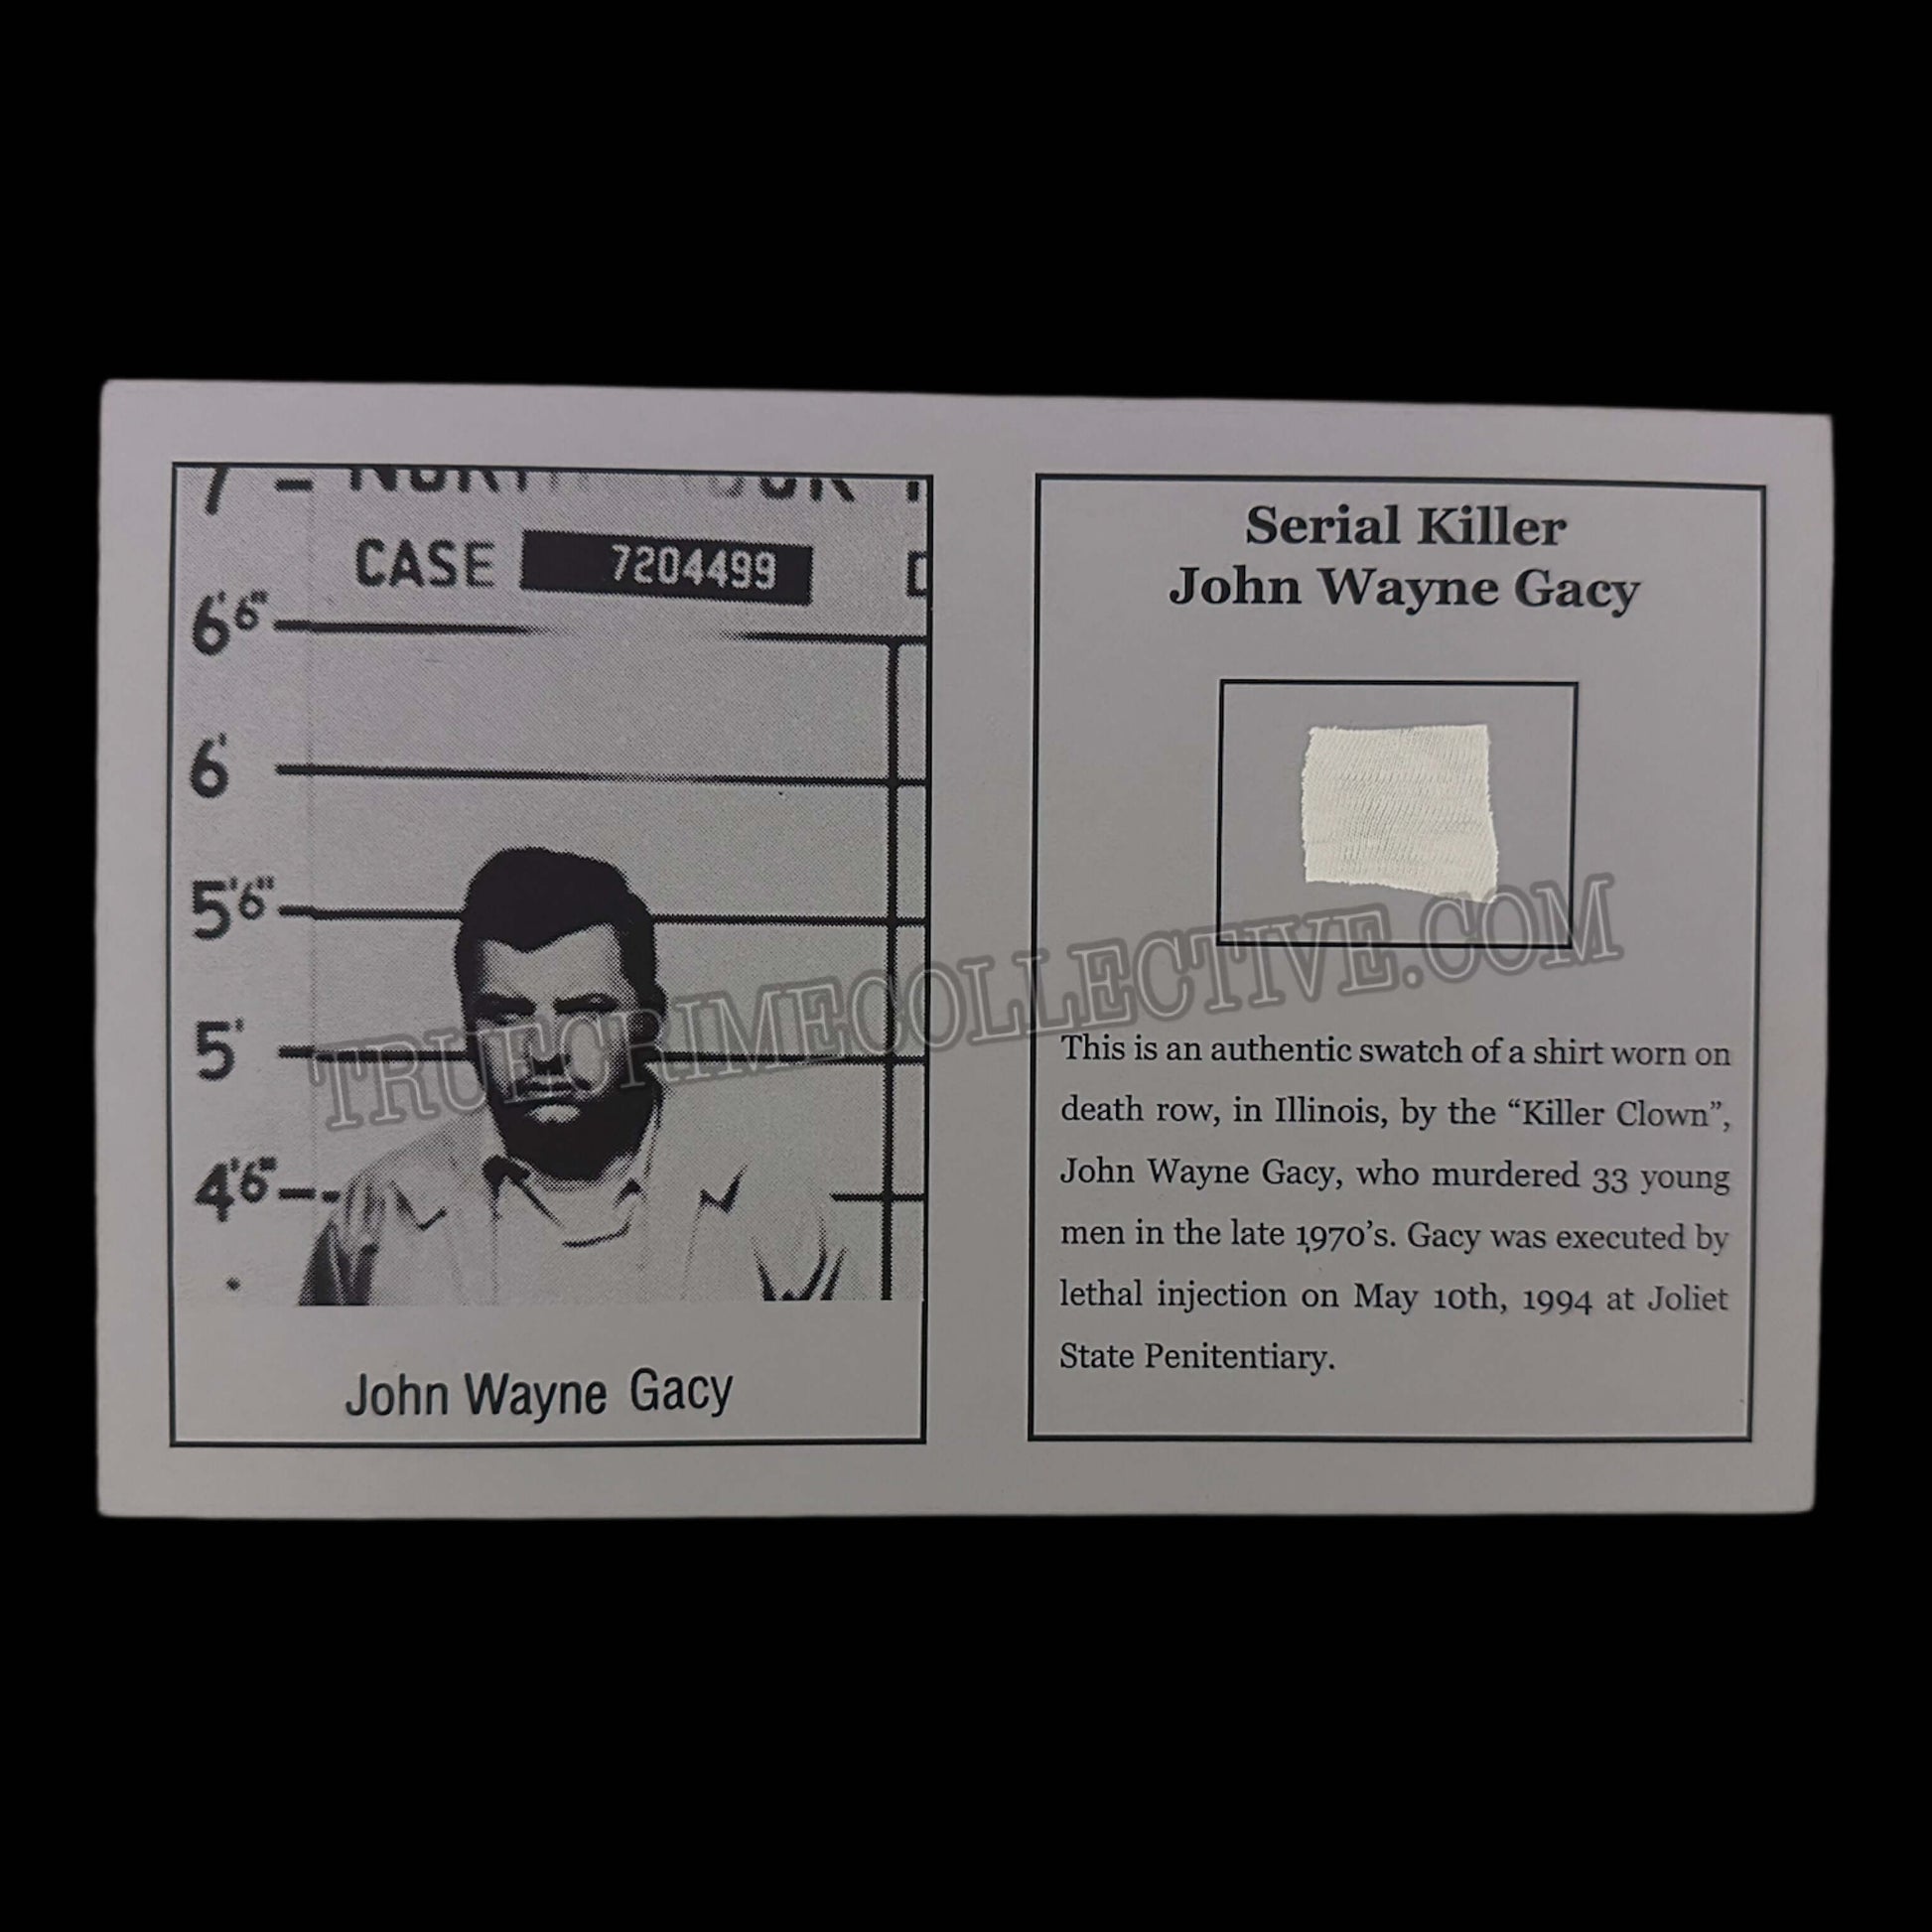 CASE 7204499
6'6"
6'
5'6"
5'
4'6"
John Wayne Gacy
Serial Killer
John Wayne Gacy
This is an authentic swatch of a shirt worn on
death row, in Illinois, by the “Killer Clown”,
John Wayne Gacy, who murdered 33 young
men in the late 1970’s. Gacy was executed by
lethal injection on May 10th, 1994 at Joliet
State Penitentiary.
TRUECRIMECOLLECTIVE.COM